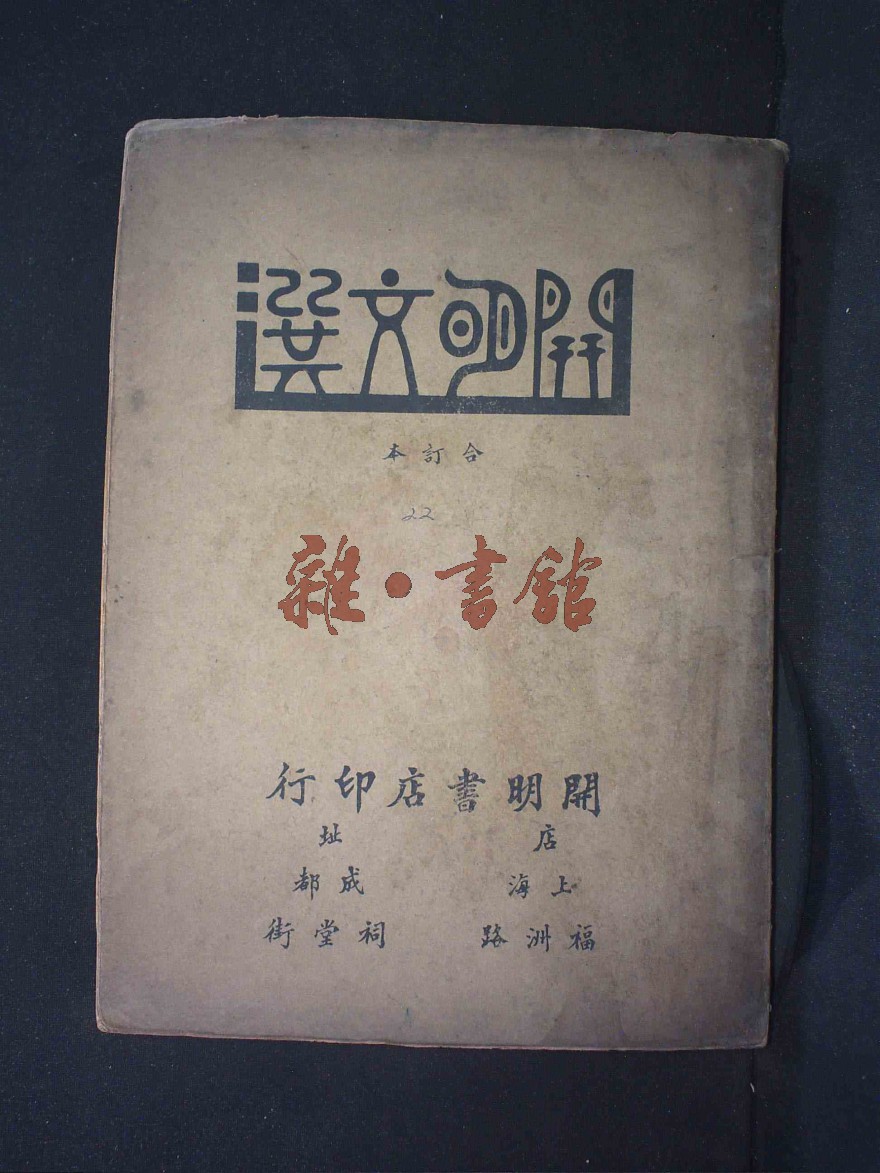 開明文選
合訂本
22
雜·書館
開明書店印行
店址
上海 成都
福洲路 祠堂街